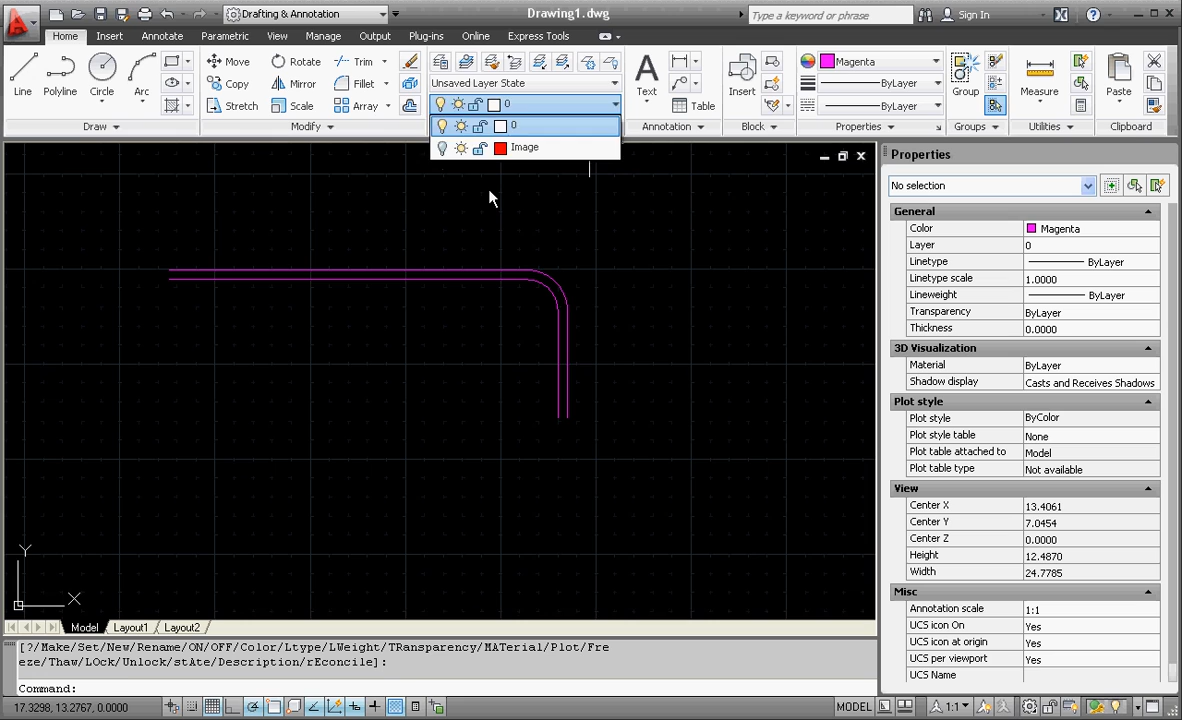 Drafting & Annotation
Drawing1.dwg
Type a keyword or phrase
Sign In
Home
Insert
Annotate
Parametric
View
Manage
Output
Plug-ins
Online
Express Tools
Line
Polyline
Circle
Arc
Draw
Move
Rotate
Trim
Copy
Mirror
Fillet
Stretch
Scale
Array
Modify
Unsaved Layer State
0
0
Image
Text
Table
Annotation
Insert
Block
Magenta
ByLayer
ByLayer
Properties
Group
Groups
Measure
Utilities
Paste
Clipboard
Properties
No selection
General
Color Magenta
Layer 0
Linetype ByLayer
Linetype scale 1.0000
Lineweight ByLayer
Transparency ByLayer
Thickness 0.0000
3D Visualization
Material ByLayer
Shadow display Casts and Receives Shadows
Plot style
Plot style ByColor
Plot style table None
Plot table attached to Model
Plot table type Not available
View
Center X 13.4061
Center Y 7.0454
Center Z 0.0000
Height 12.4870
Width 24.7785
Misc
Annotation scale 1:1
UCS icon On Yes
UCS icon at origin Yes
UCS per viewport Yes
UCS Name
Y
X
Model
Layout1
Layout2
[?/Make/Set/New/Rename/ON/OFF/Color/Ltype/LWeight/TRansparency/MATerial/Plot/Fre
eze/Thaw/LOck/Unlock/stAte/Description/rEconcile]:
Command:
17.3298, 13.2767, 0.0000
MODEL
1:1